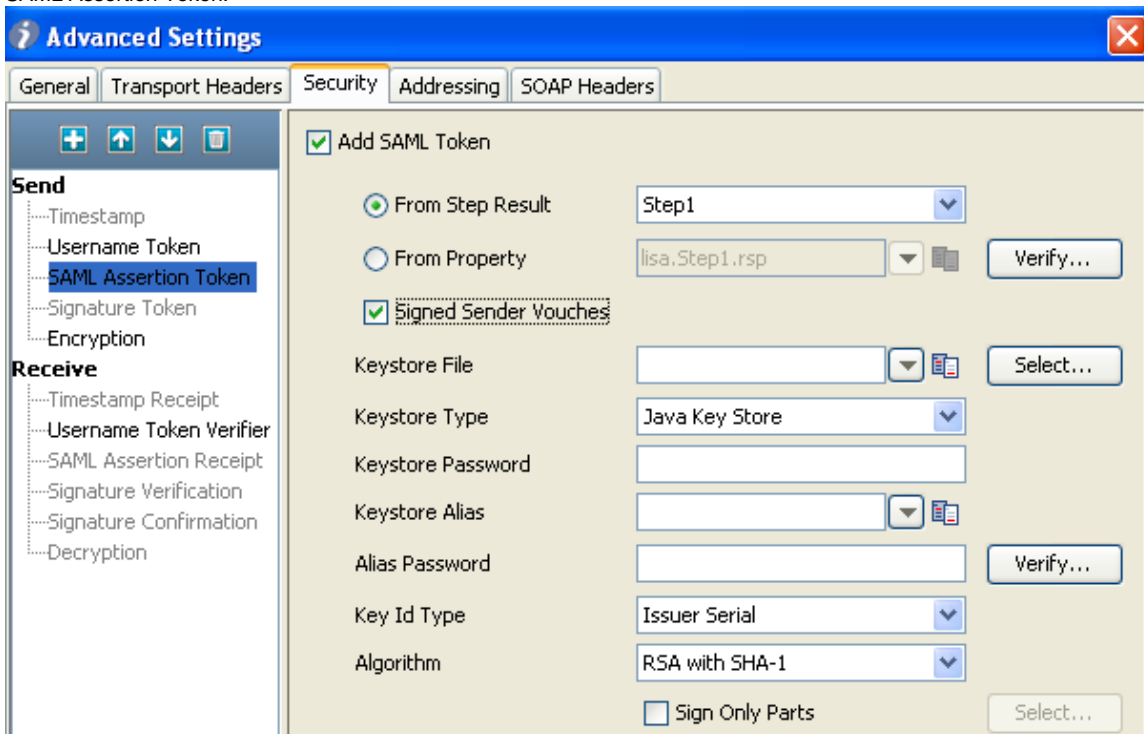 SAML Assertion Token.
Advanced Settings
General Transport Headers Security Addressing SOAP Headers
Add SAML Token
Send
Timestamp
Username Token
SAML Assertion Token
Signature Token
Encryption
Receive
Timestamp Receipt
Username Token Verifier
SAML Assertion Receipt
Signature Verification
Signature Confirmation
Decryption
From Step Result Step1
From Property lisa.Step1.rsp Verify...
Signed Sender Vouches
Keystore File Select...
Keystore Type Java Key Store
Keystore Password
Keystore Alias
Alias Password Verify...
Key Id Type Issuer Serial
Algorithm RSA with SHA-1
Sign Only Parts Select...